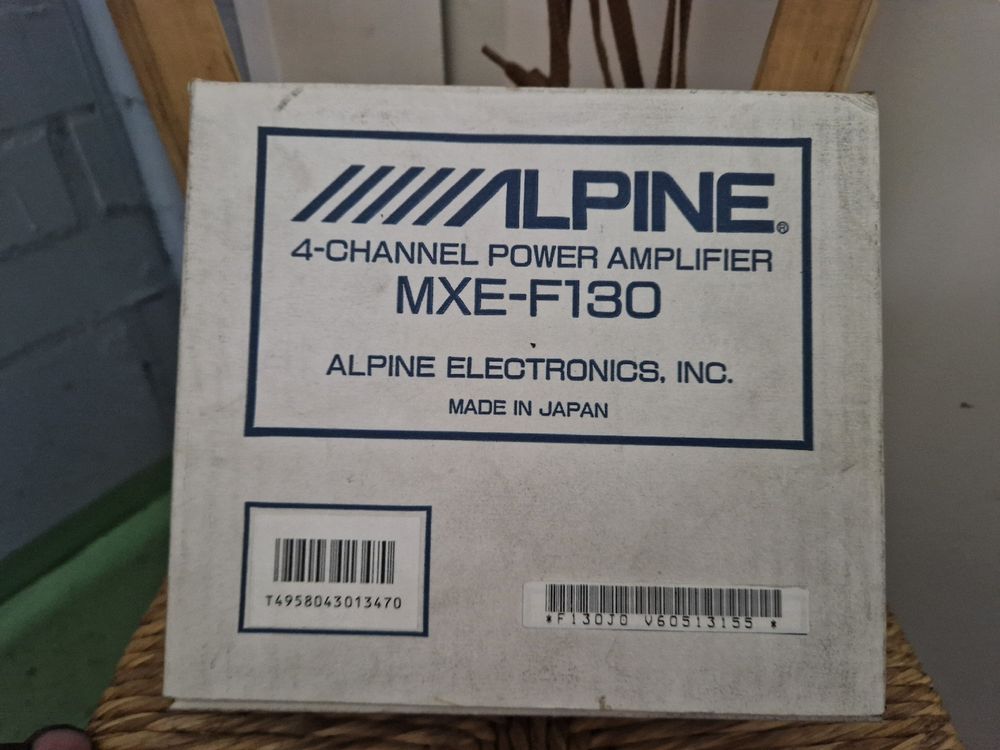 ALPINE®
4-CHANNEL POWER AMPLIFIER
MXE-F130
ALPINE ELECTRONICS, INC.
MADE IN JAPAN
T4958043013470
*F130J0 V60513155 *